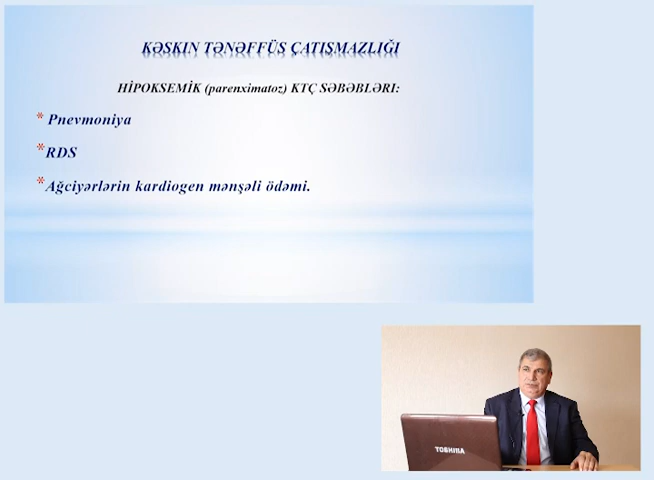 KƏSKIN TƏNƏFFÜS ÇATIŞMAZLIĞI
HİPOKSEMİK (parenximatoz) KTÇ SƏBƏBLƏRI:
* Pnevmoniya
*RDS
*Ağciyərlərin kardiogen mənşəli ödəmi.
TOSHIBA